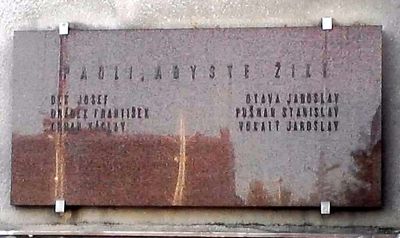 PADLI, ABYSTE ŽILI
JOSEF
FRANTIŠEK
VÁCLAV
OTAVA JAROSLAV
STANISLAV
VOKATÝ JAROSLAV